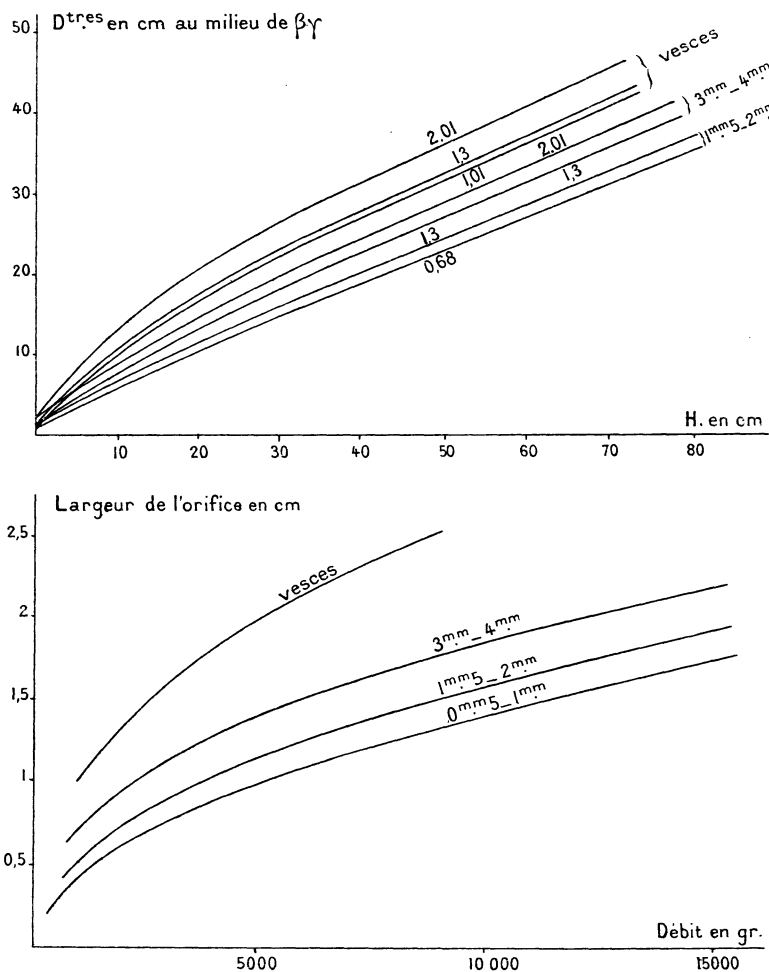 Dtres en cm au milieu de βγ
50
40
30
20
10
vesces
3mm_4mm
1mm5_2mm
2,01
1,3
1,01
2,01
1,3
1,3
0,68
H. en cm
10
20
30
40
50
60
70
80
Largeur de l'orifice en cm
2,5
2
1,5
1
0,5
vesces
3mm_4mm
1mm5_2mm
0mm5_1mm
Débit en gr.
5000
10 000
15000